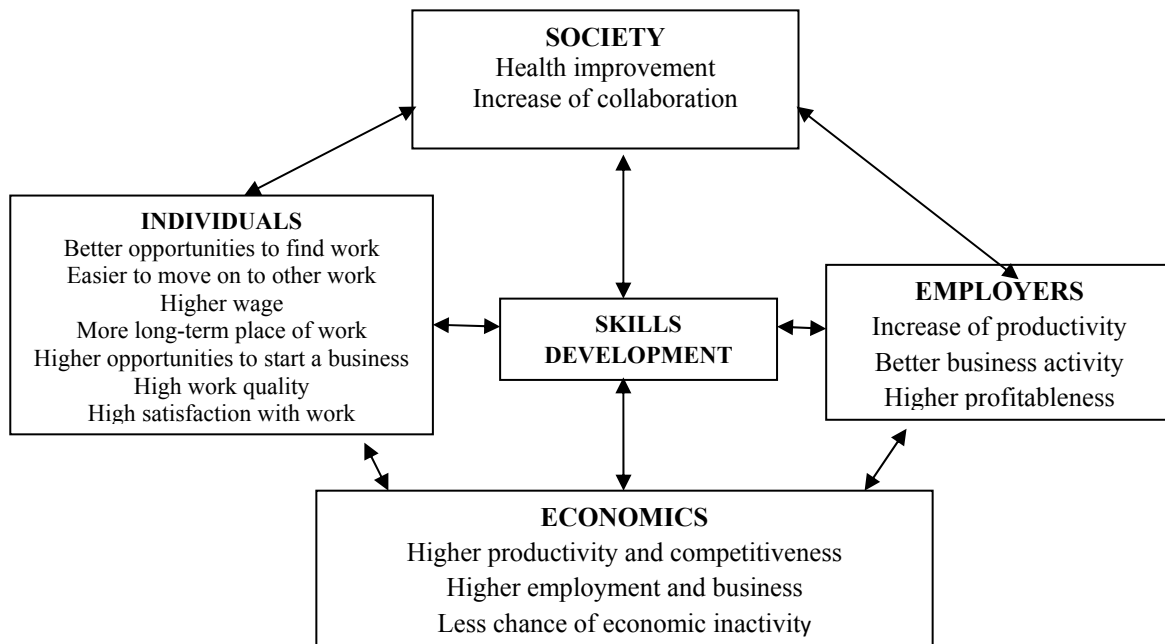 SOCIETY
Health improvement
Increase of collaboration
INDIVIDUALS
Better opportunities to find work
Easier to move on to other work
Higher wage
More long-term place of work
Higher opportunities to start a business
High work quality
High satisfaction with work
SKILLS
DEVELOPMENT
EMPLOYERS
Increase of productivity
Better business activity
Higher profitableness
ECONOMICS
Higher productivity and competitiveness
Higher employment and business
Less chance of economic inactivity